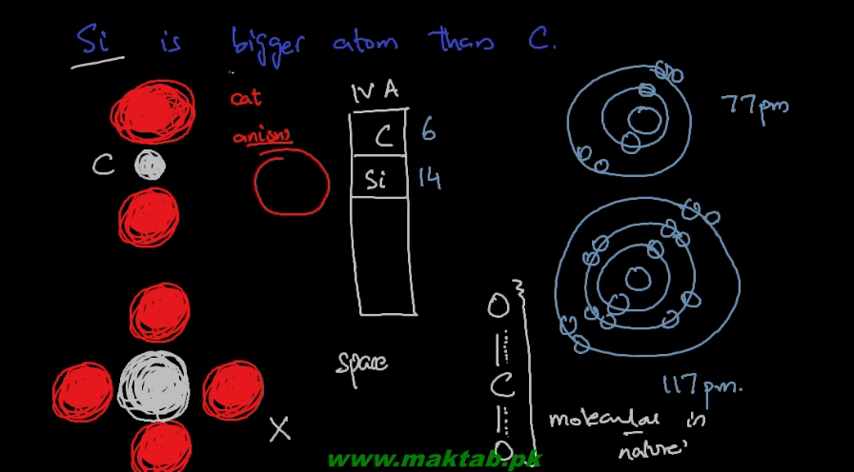 Si is bigger atom than C.
cat
anions
IV A
C 6
Si 14
C
77pm
117pm.
space
X
O
C
O
molecular in
nature
www.maktab.pk